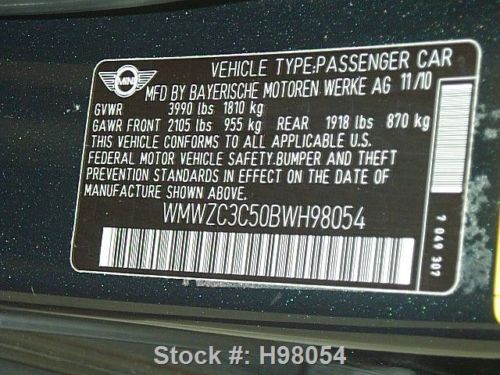 MINI
VEHICLE TYPE:PASSENGER CAR
MFD BY BAYERISCHE MOTOREN WERKE AG 11/10
GVWR 3990 lbs 1810 kg
GAWR FRONT 2105 lbs 955 kg REAR 1918 lbs 870 kg
THIS VEHICLE CONFORMS TO ALL APPLICABLE U.S.
FEDERAL MOTOR VEHICLE SAFETY.BUMPER AND THEFT
PREVENTION STANDARDS IN EFFECT ON THE DATE OF
MANUFACTURE SHOWN ABOVE.
WMWZC3C50BWH98054
7 049 307
Stock #: H98054